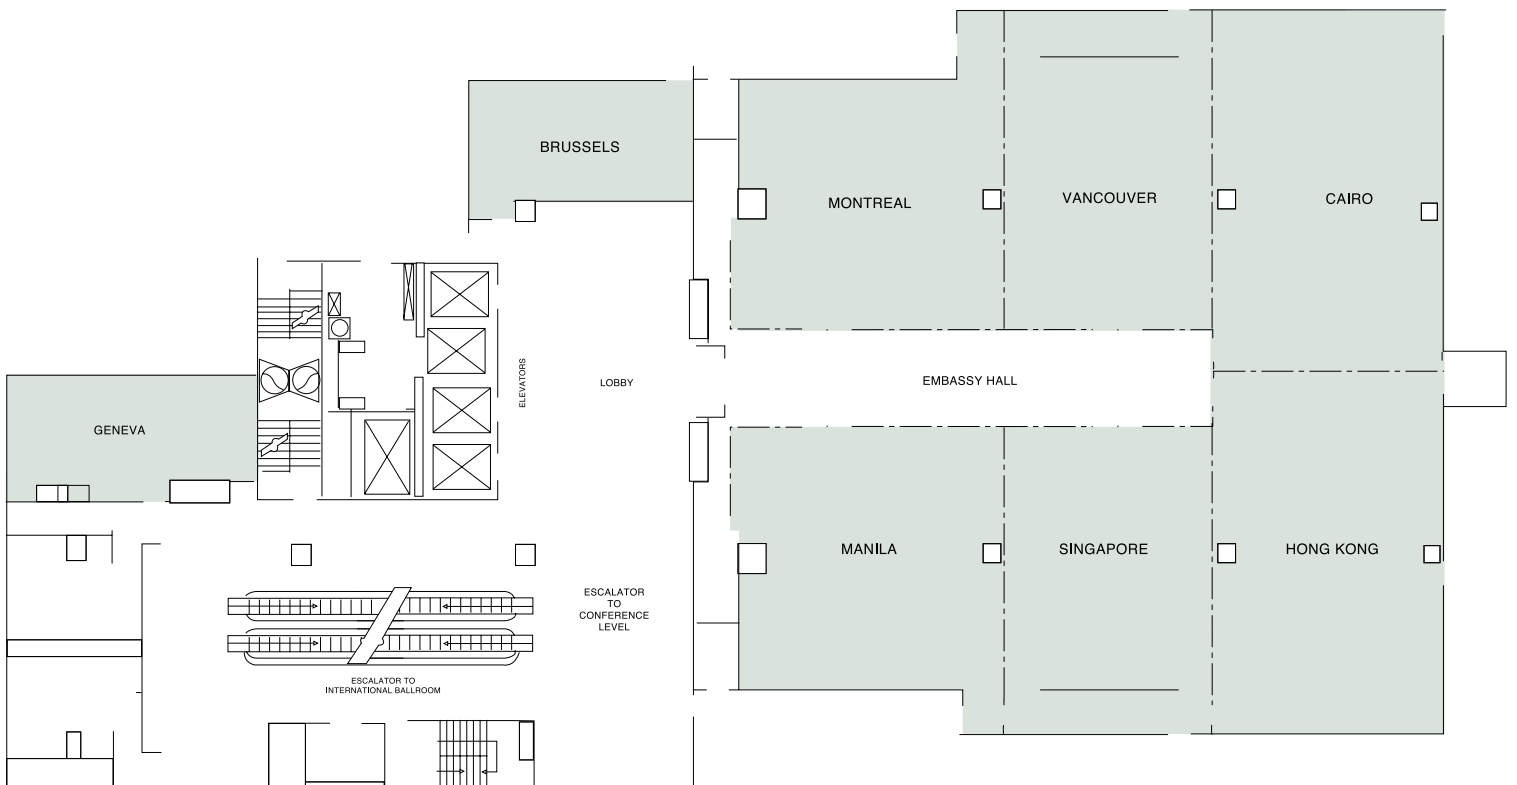 BRUSSELS
MONTREAL
VANCOUVER
CAIRO
ELEVATORS
LOBBY
EMBASSY HALL
GENEVA
MANILA
SINGAPORE
HONG KONG
ESCALATOR
TO
CONFERENCE
LEVEL
ESCALATOR TO
INTERNATIONAL BALLROOM